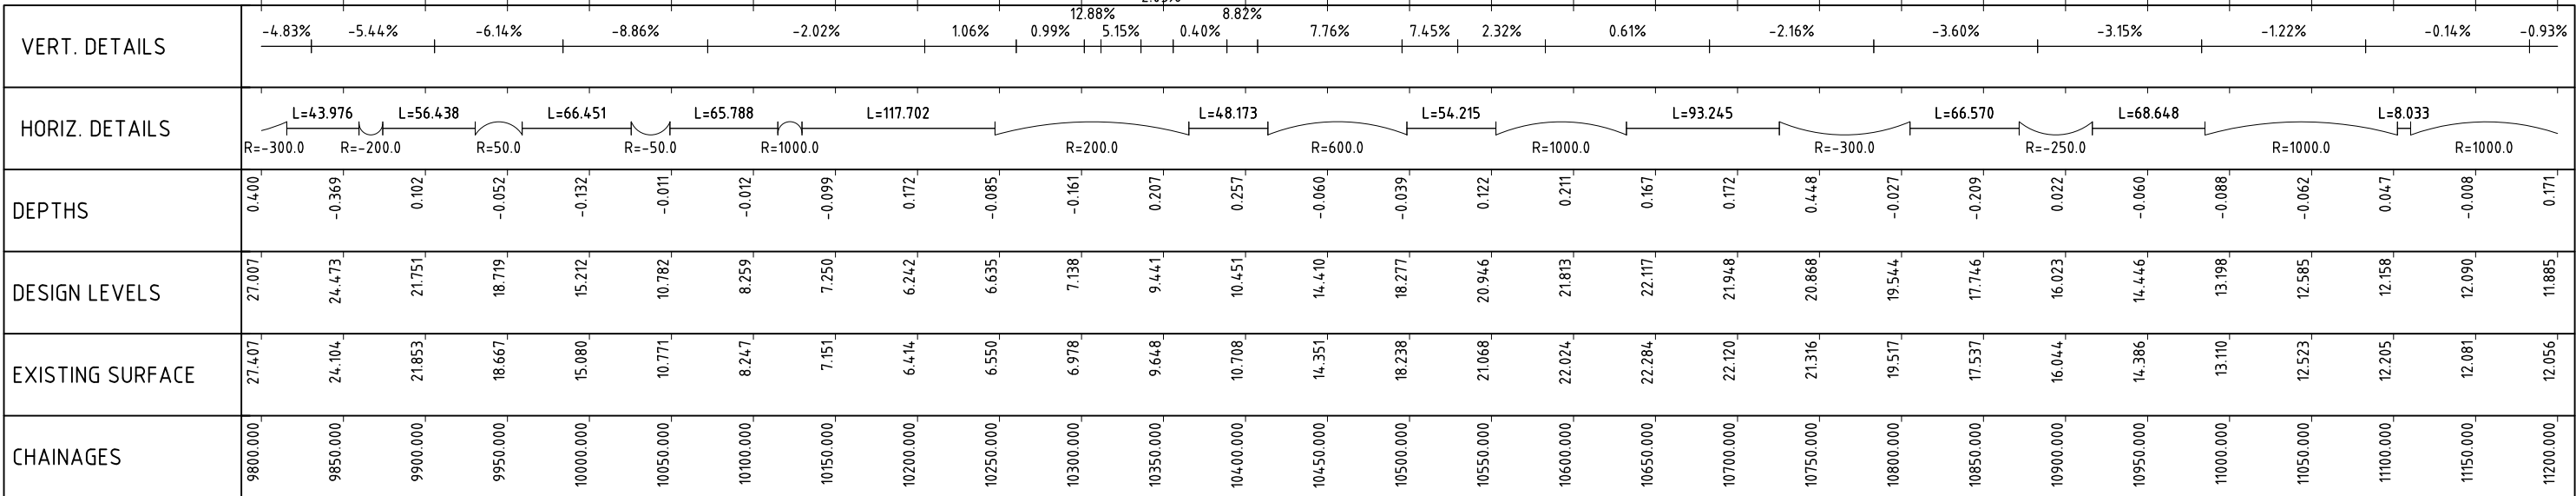 12.88% 8.82%
VERT. DETAILS -4.83% -5.44% -6.14% -8.86% -2.02% 1.06% 0.99% 5.15% 0.40% 7.76% 7.45% 2.32% 0.61% -2.16% -3.60% -3.15% -1.22% -0.14% -0.93%
L=43.976 L=56.438 L=66.451 L=65.788 L=117.702 L=48.173 L=54.215 L=93.245 L=66.570 L=68.648 L=8.033
HORIZ. DETAILS
R=-300.0 R=-200.0 R=50.0 R=-50.0 R=1000.0 R=200.0 R=600.0 R=1000.0 R=-300.0 R=-250.0 R=1000.0 R=1000.0
DEPTHS 0.400 -0.369 0.102 -0.052 -0.132 -0.011 -0.012 -0.099 0.172 -0.085 -0.161 0.207 0.257 -0.060 -0.039 0.122 0.211 0.167 0.172 0.448 -0.027 -0.209 0.022 -0.060 -0.088 -0.062 0.047 -0.008 0.171
DESIGN LEVELS 27.007 24.473 21.751 18.719 15.212 10.782 8.259 7.250 6.242 6.635 7.138 9.441 10.451 14.410 18.277 20.946 21.813 22.117 21.948 20.868 19.544 17.746 16.023 14.446 13.198 12.585 12.158 12.090 11.885
EXISTING SURFACE 27.407 24.104 21.853 18.667 15.080 10.771 8.247 7.151 6.414 6.550 6.978 9.648 10.708 14.351 18.238 21.068 22.024 22.284 22.120 21.316 19.517 17.537 16.044 14.386 13.110 12.523 12.205 12.081 12.056
CHAINAGES 9800.000 9850.000 9900.000 9950.000 10000.000 10050.000 10100.000 10150.000 10200.000 10250.000 10300.000 10350.000 10400.000 10450.000 10500.000 10550.000 10600.000 10650.000 10700.000 10750.000 10800.000 10850.000 10900.000 10950.000 11000.000 11050.000 11100.000 11150.000 11200.000